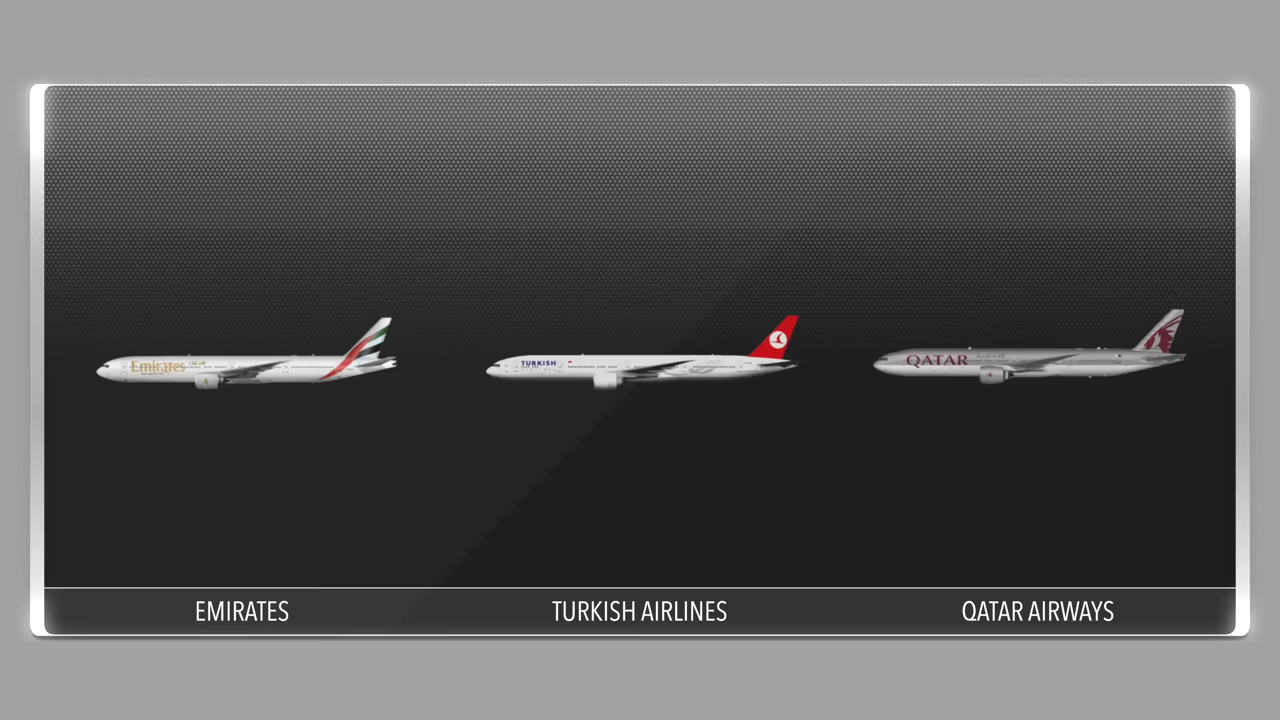 Emirates
TURKISH
QATAR
EMIRATES
TURKISH AIRLINES
QATAR AIRWAYS